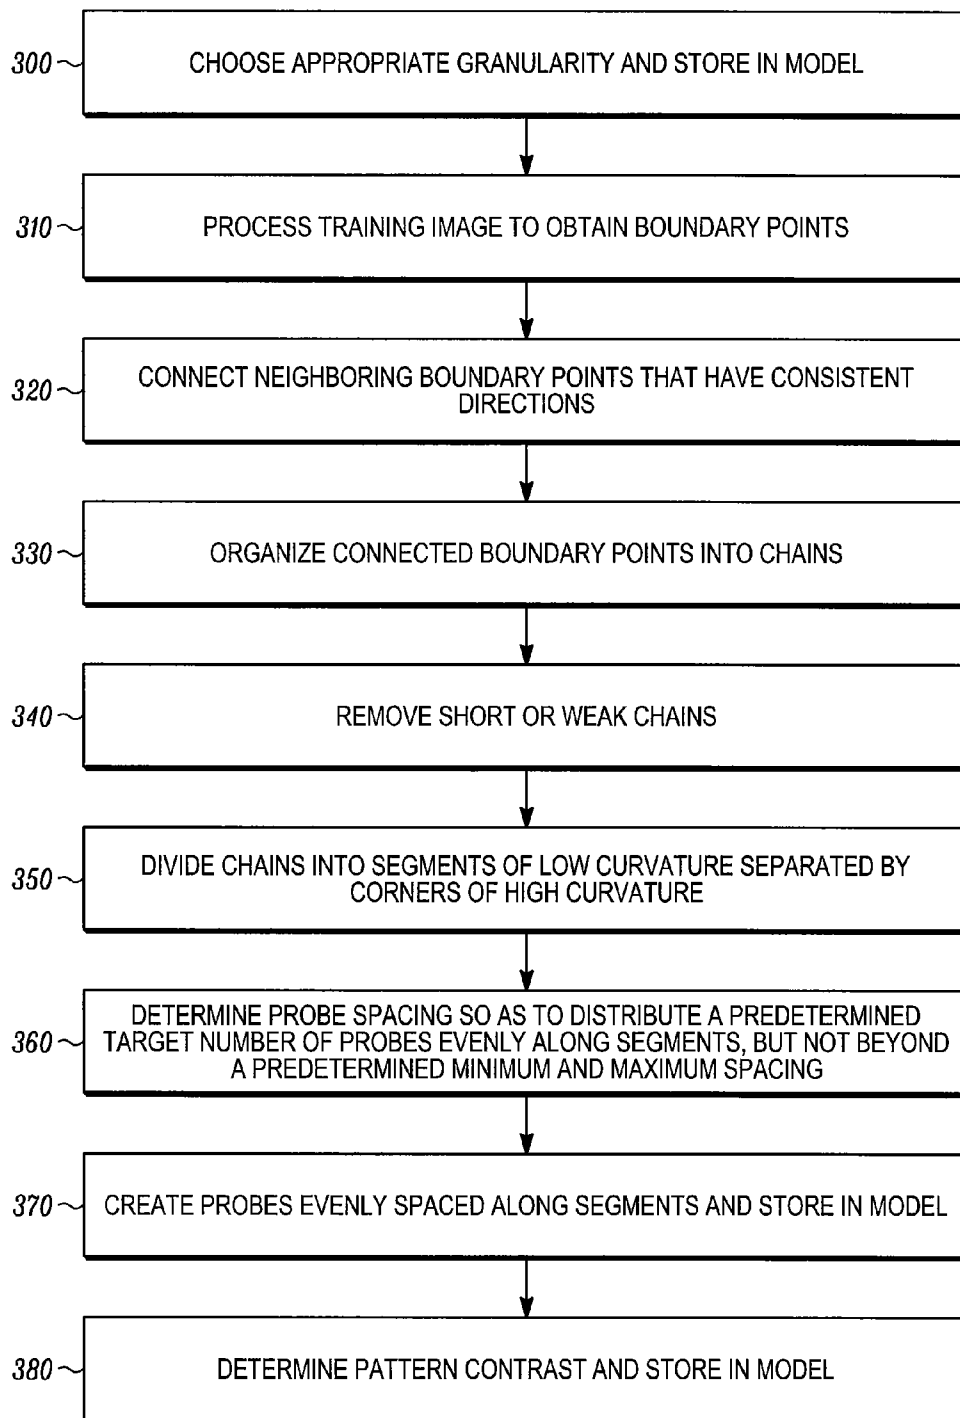 300 CHOOSE APPROPRIATE GRANULARITY AND STORE IN MODEL
310 PROCESS TRAINING IMAGE TO OBTAIN BOUNDARY POINTS
320 CONNECT NEIGHBORING BOUNDARY POINTS THAT HAVE CONSISTENT
DIRECTIONS
330 ORGANIZE CONNECTED BOUNDARY POINTS INTO CHAINS
340 REMOVE SHORT OR WEAK CHAINS
350 DIVIDE CHAINS INTO SEGMENTS OF LOW CURVATURE SEPARATED BY
CORNERS OF HIGH CURVATURE
DETERMINE PROBE SPACING SO AS TO DISTRIBUTE A PREDETERMINED
360 TARGET NUMBER OF PROBES EVENLY ALONG SEGMENTS, BUT NOT BEYOND
A PREDETERMINED MINIMUM AND MAXIMUM SPACING
370 CREATE PROBES EVENLY SPACED ALONG SEGMENTS AND STORE IN MODEL
380 DETERMINE PATTERN CONTRAST AND STORE IN MODEL